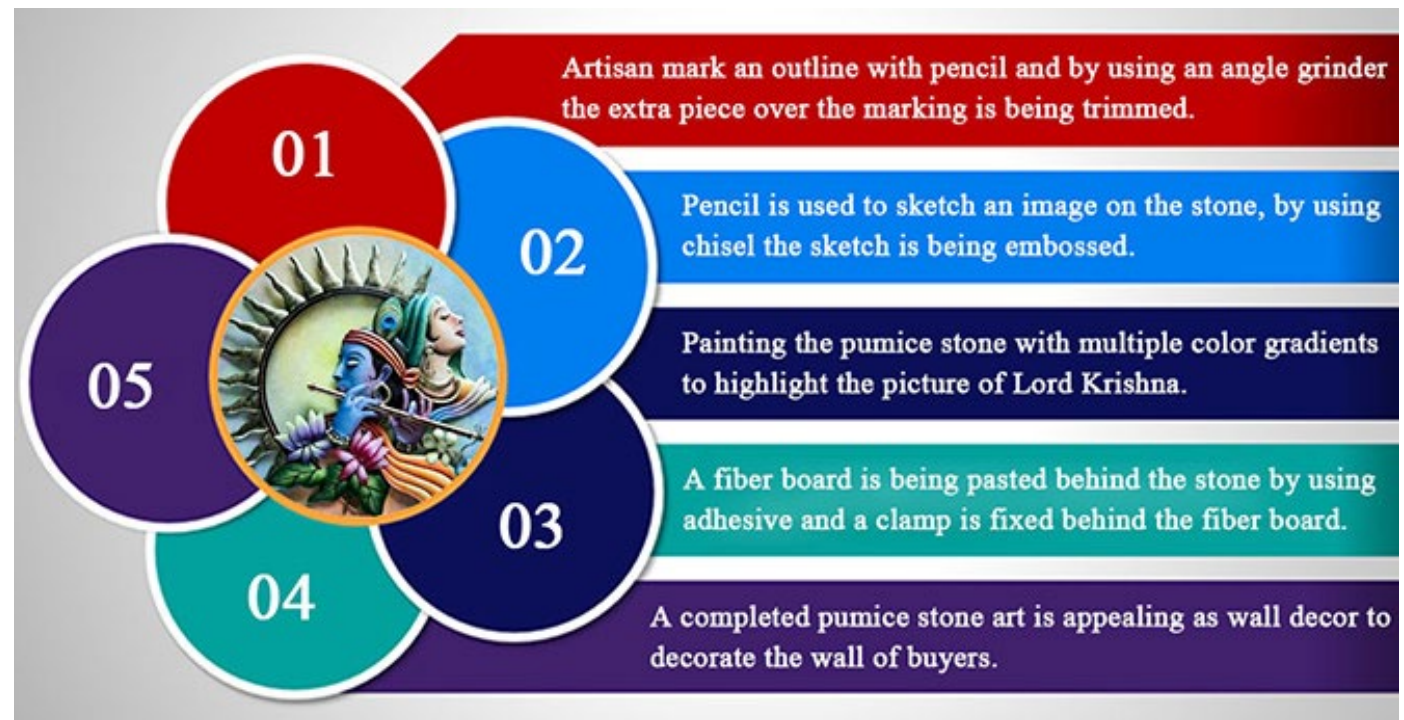 01
Artisan mark an outline with pencil and by using an angle grinder
the extra piece over the marking is being trimmed.
02
Pencil is used to sketch an image on the stone, by using
chisel the sketch is being embossed.
03
Painting the pumice stone with multiple color gradients
to highlight the picture of Lord Krishna.
04
A fiber board is being pasted behind the stone by using
adhesive and a clamp is fixed behind the fiber board.
05
A completed pumice stone art is appealing as wall decor to
decorate the wall of buyers.